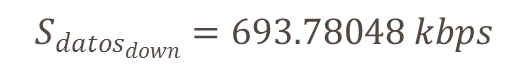 S_{datos_{down}} = 693.78048 kbps